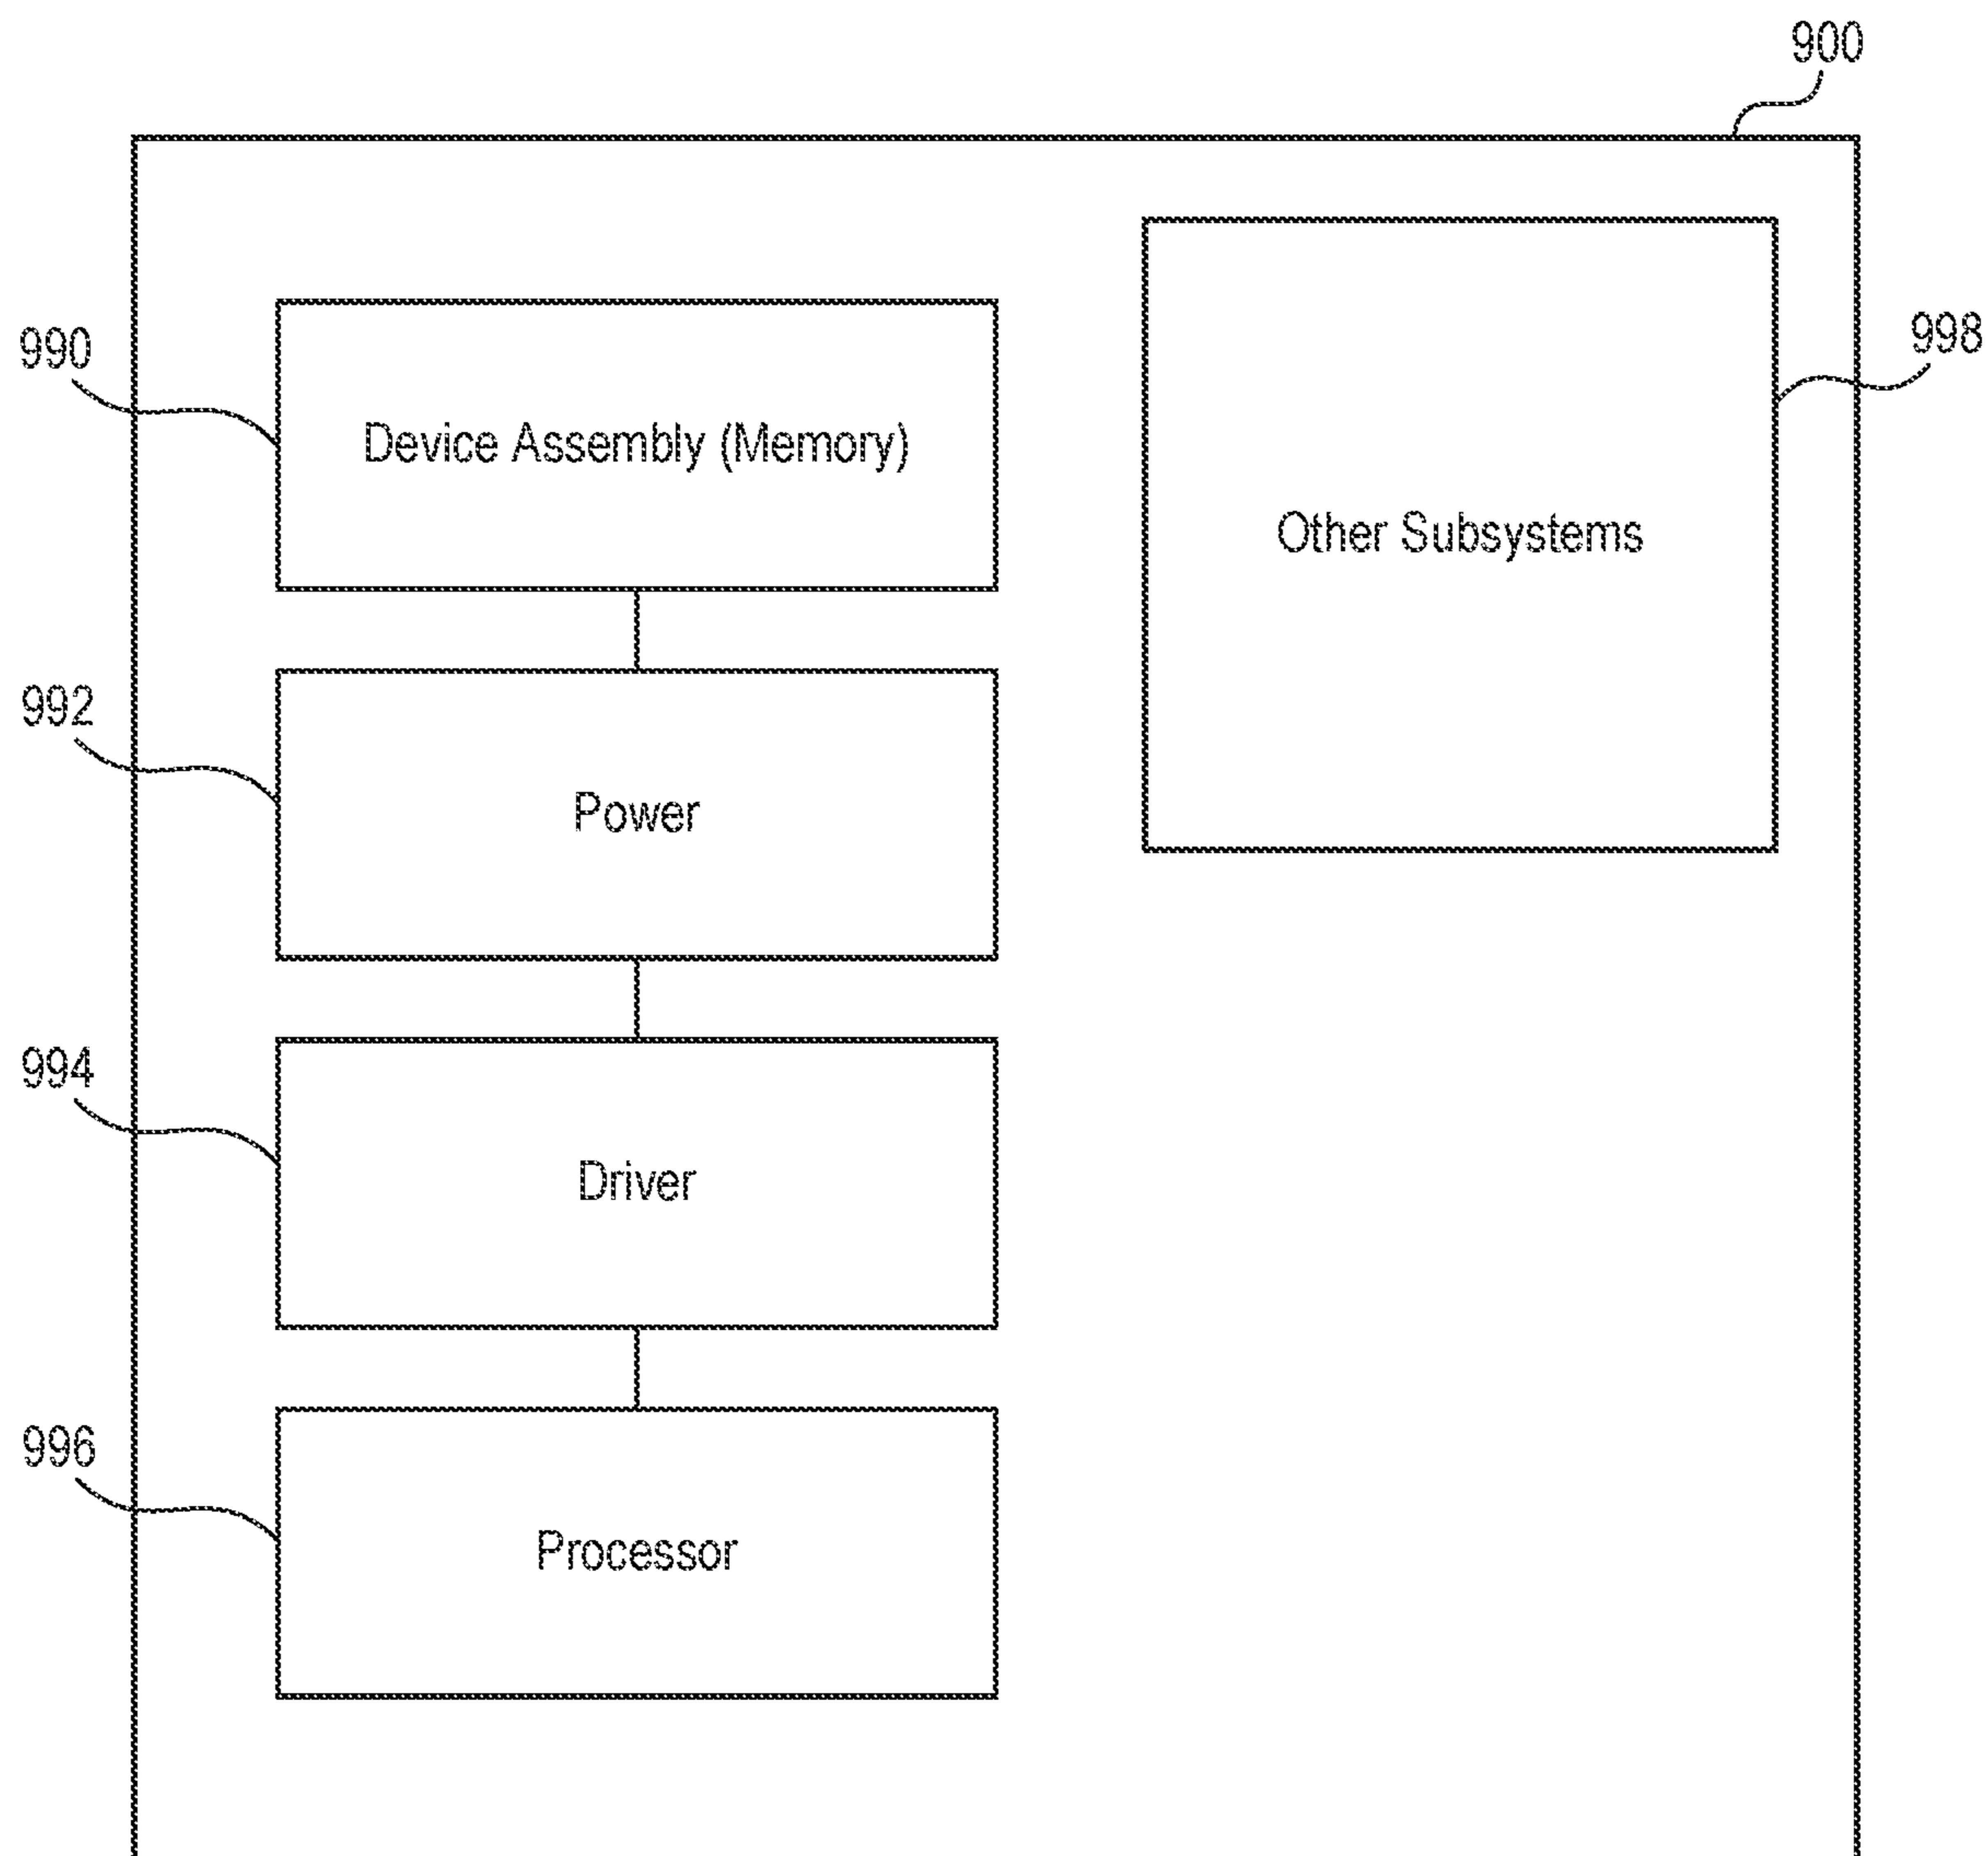 900
990
Device Assembly (Memory)
998
Other Subsystems
992
Power
994
Driver
996
Processor